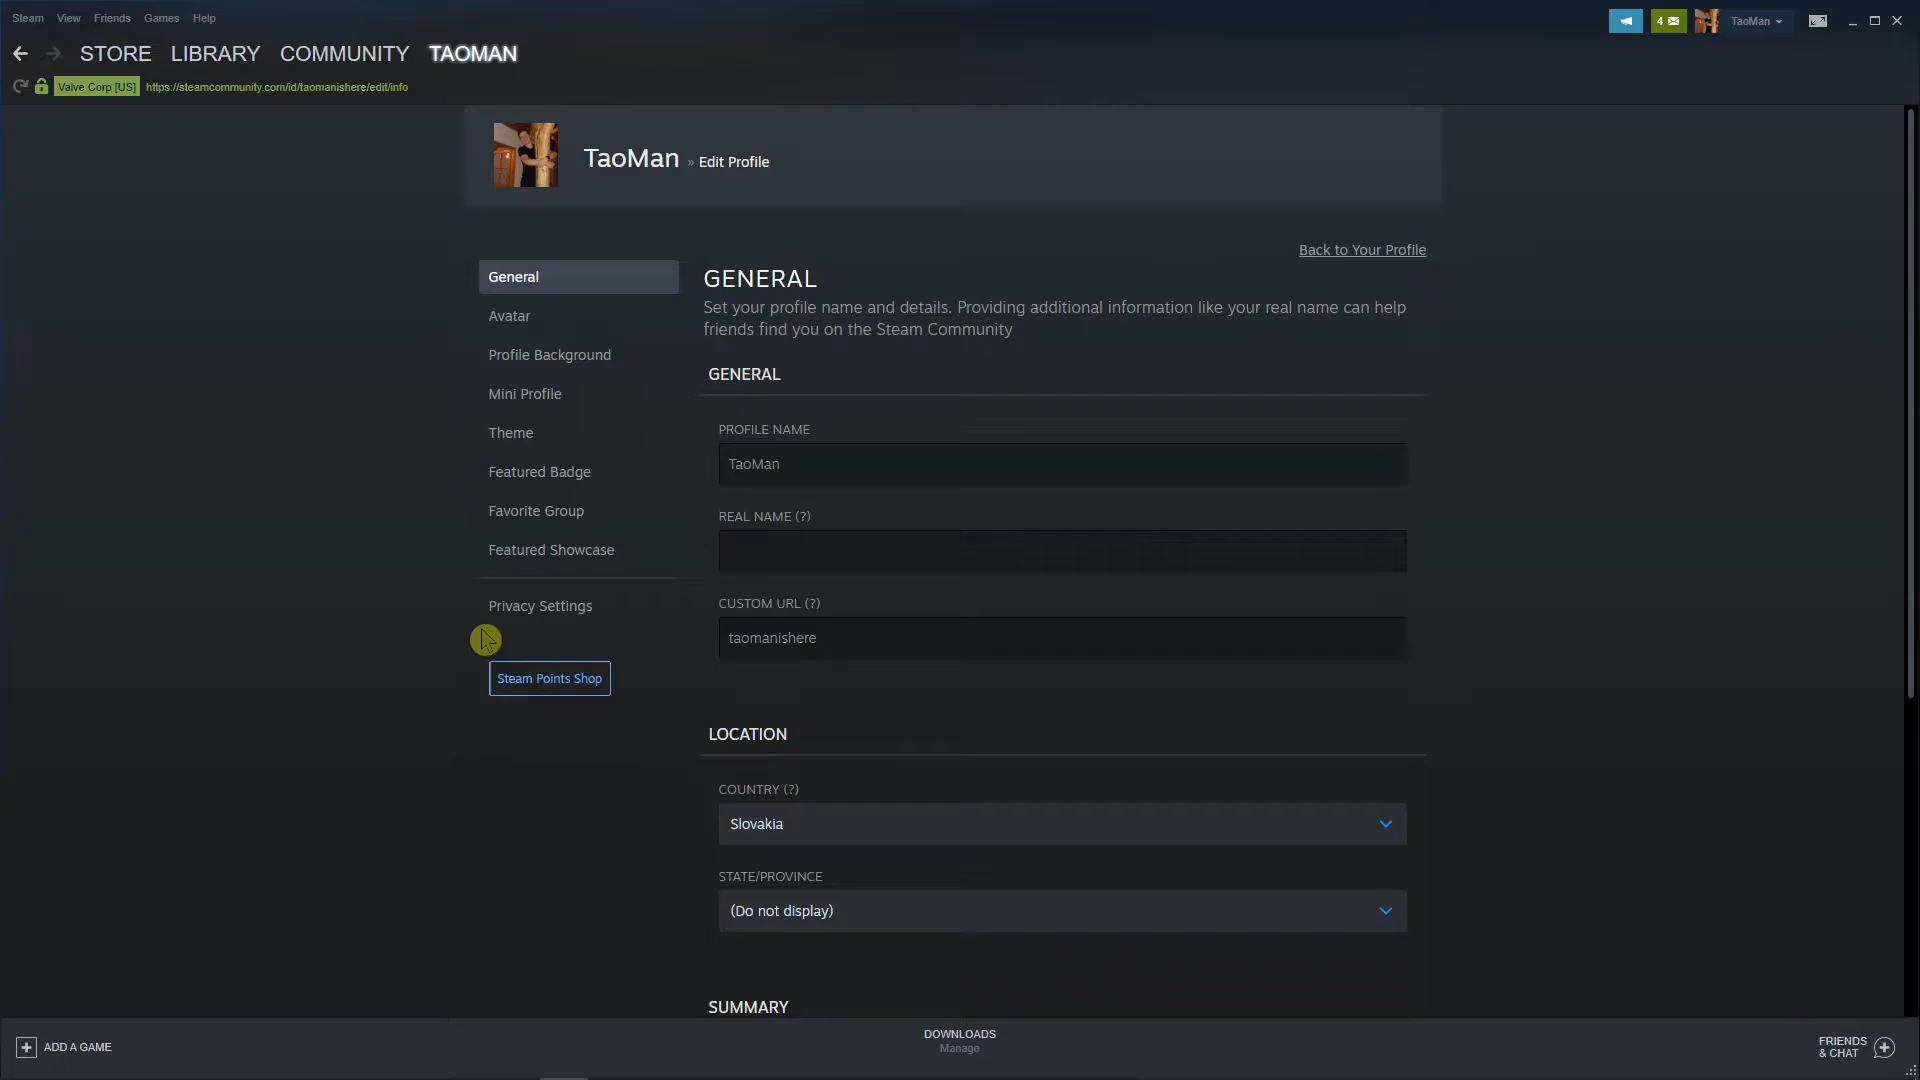 Steam View Friends Games Help
4
TaoMan
STORE LIBRARY COMMUNITY TAOMAN
Valve Corp [US] https://steamcommunity.com/id/taomanishere/edit/info
TaoMan » Edit Profile
Back to Your Profile
General
Avatar
Profile Background
Mini Profile
Theme
Featured Badge
Favorite Group
Featured Showcase
Privacy Settings
Steam Points Shop
GENERAL
Set your profile name and details. Providing additional information like your real name can help
friends find you on the Steam Community
GENERAL
PROFILE NAME
TaoMan
REAL NAME (?)
CUSTOM URL (?)
taomanishere
LOCATION
COUNTRY (?)
Slovakia
STATE/PROVINCE
(Do not display)
SUMMARY
ADD A GAME
DOWNLOADS
Manage
FRIENDS
& CHAT